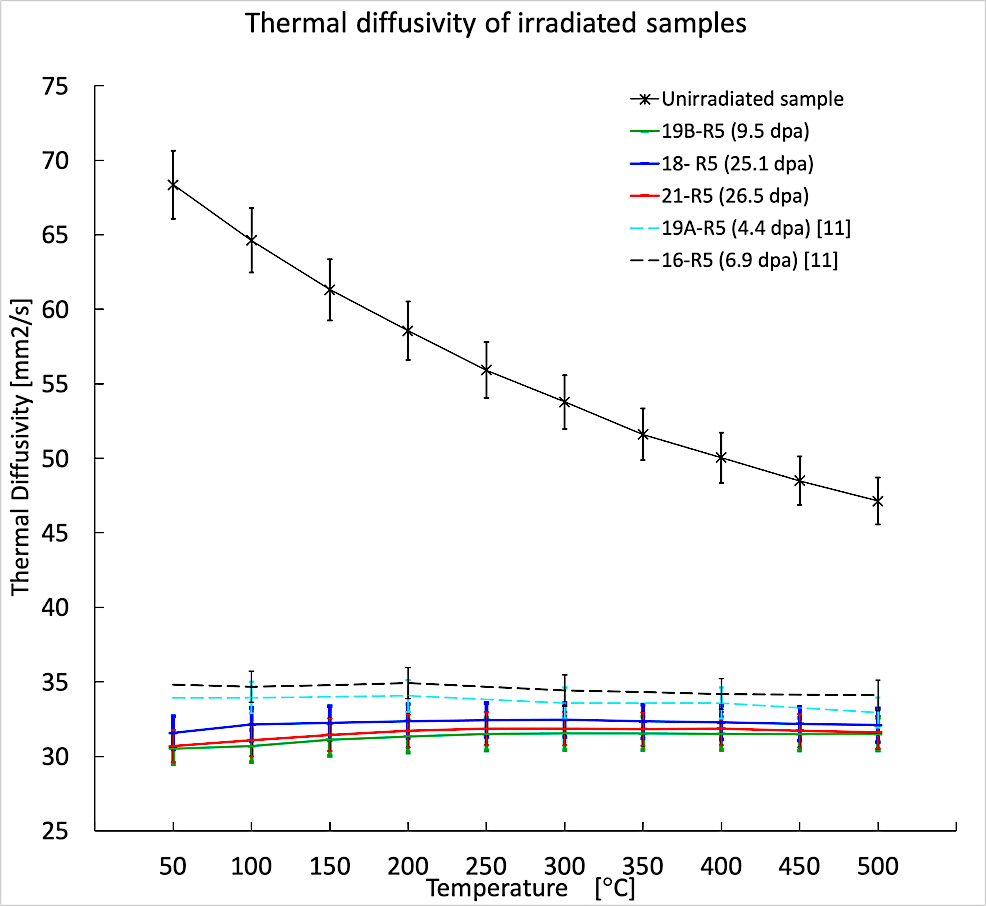 Thermal diffusivity of irradiated samples
Thermal Diffusivity [mm2/s]
75
70
65
60
55
50
45
40
35
30
25
Unirradiated sample
19B-R5 (9.5 dpa)
18- R5 (25.1 dpa)
21-R5 (26.5 dpa)
19A-R5 (4.4 dpa) [11]
16-R5 (6.9 dpa) [11]
50 100 150 200 250 300 350 400 450 500
Temperature [°C]